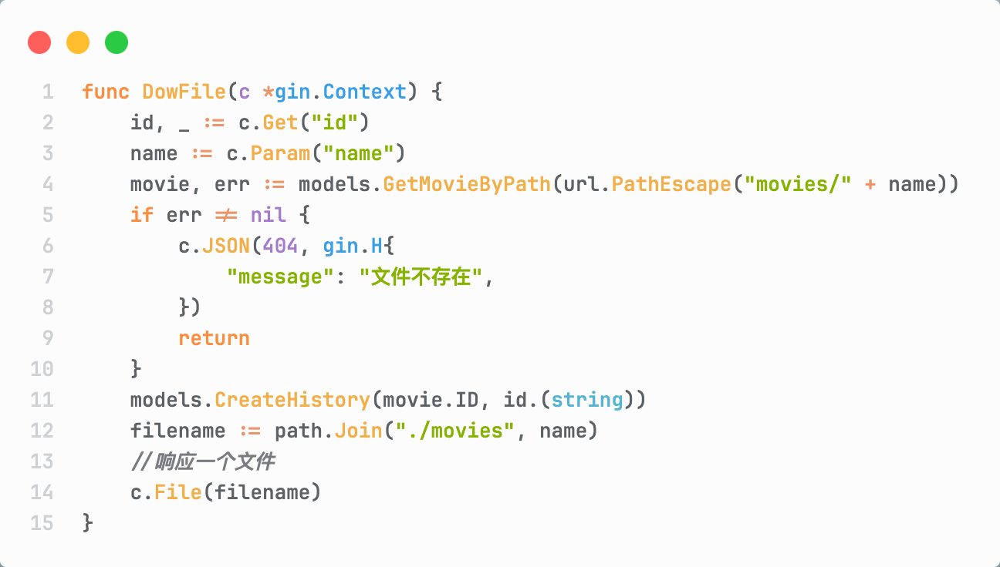 1 func DowFile(c *gin.Context) {
2     id, _ := c.Get("id")
3     name := c.Param("name")
4     movie, err := models.GetMovieByPath(url.PathEscape("movies/" + name))
5     if err != nil {
6         c.JSON(404, gin.H{
7             "message": "文件不存在",
8         })
9         return
10     }
11     models.CreateHistory(movie.ID, id.(string))
12     filename := path.Join("./movies", name)
13     //响应一个文件
14     c.File(filename)
15 }